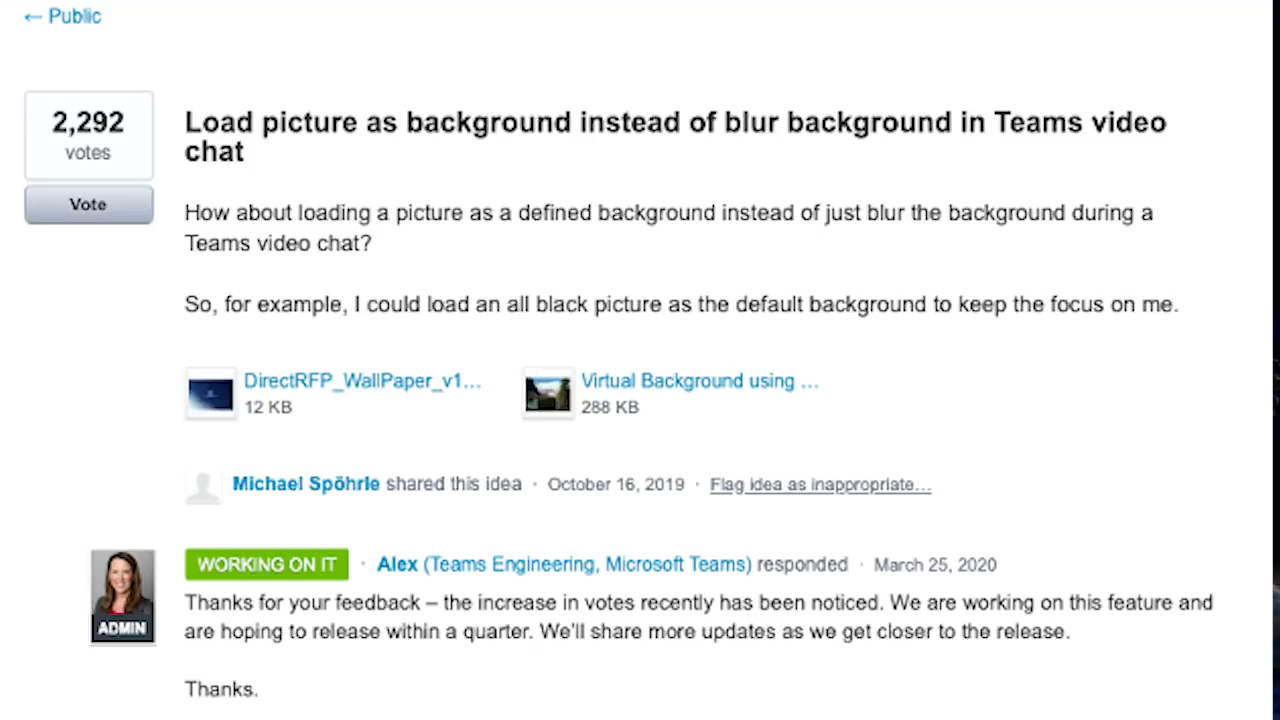 ← Public
2,292
votes
Vote
Load picture as background instead of blur background in Teams video
chat
How about loading a picture as a defined background instead of just blur the background during a
Teams video chat?
So, for example, I could load an all black picture as the default background to keep the focus on me.
DirectRFP_WallPaper_v1...
12 KB
Virtual Background using ...
288 KB
Michael Spöhrle shared this idea · October 16, 2019 · Flag idea as inappropriate...
WORKING ON IT · Alex (Teams Engineering, Microsoft Teams) responded · March 25, 2020
ADMIN
Thanks for your feedback – the increase in votes recently has been noticed. We are working on this feature and
are hoping to release within a quarter. We'll share more updates as we get closer to the release.
Thanks.